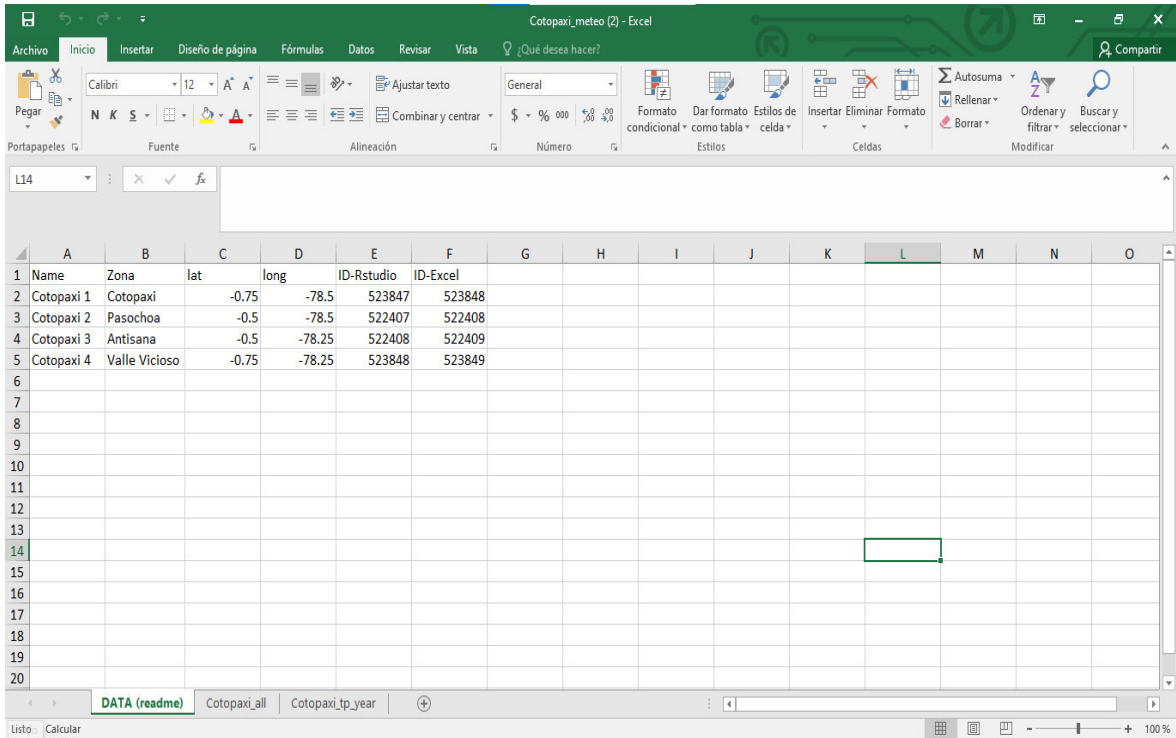 Cotopaxi_meteo (2) - Excel
Archivo Inicio Insertar Diseño de página Fórmulas Datos Revisar Vista ¿Qué desea hacer? Compartir
Pegar
Portapapeles
Calibri 12 A A
N K S A
Fuente
Ajustar texto
Combinar y centrar
Alineación
General
$ % 000 ,00 ,0
Número
Formato condicional
Dar formato como tabla
Estilos de celda
Estilos
Insertar Eliminar Formato
Celdas
Autosuma
Rellenar
Borrar
Ordenar y filtrar
Buscar y seleccionar
Modificar
L14 fx
A B C D E F G H I J K L M N O
1 Name Zona lat long ID-Rstudio ID-Excel
2 Cotopaxi 1 Cotopaxi -0.75 -78.5 523847 523848
3 Cotopaxi 2 Pasochoa -0.5 -78.5 522407 522408
4 Cotopaxi 3 Antisana -0.5 -78.25 522408 522409
5 Cotopaxi 4 Valle Vicioso -0.75 -78.25 523848 523849
6
7
8
9
10
11
12
13
14
15
16
17
18
19
20
DATA (readme) Cotopaxi_all Cotopaxi_tp_year
Listo Calcular 100 %